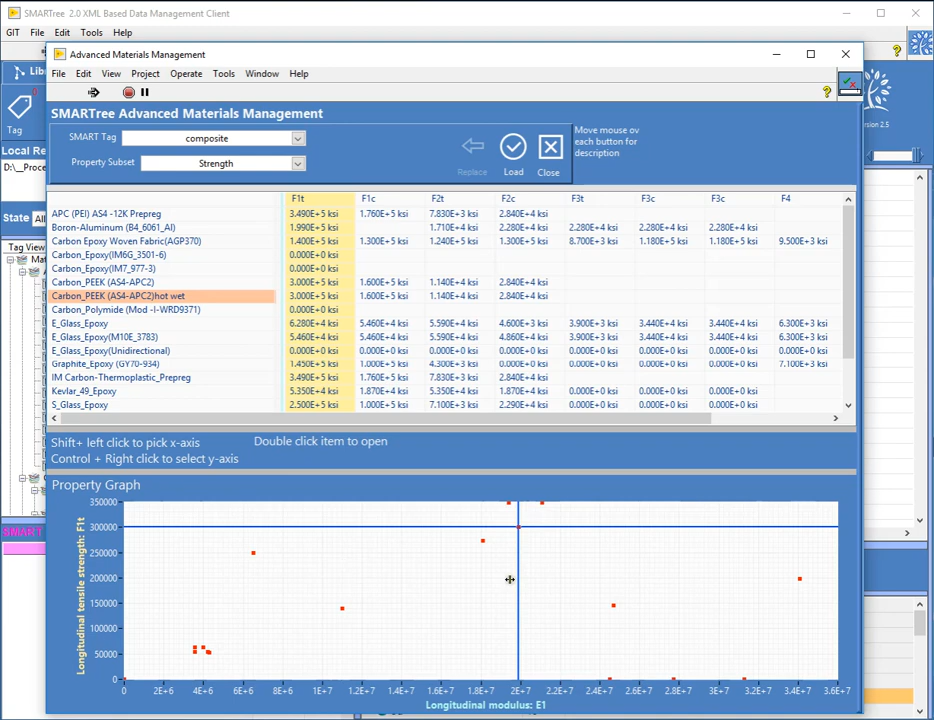 SMARTree 2.0 XML Based Data Management Client
GIT File Edit Tools Help
Advanced Materials Management
File Edit View Project Operate Tools Window Help
SMARTree Advanced Materials Management
SMART Tag composite
Property Subset Strength
Replace Load Close
Move mouse ov
each button for
description
Tag
Local Re
D:\__Proce
State All
Tag View
Mat
SMART
ersion 2.5
F1t F1c F2t F2c F3t F3c F3c F4
APC (PEI) AS4 -12K Prepreg 3.490E+5 ksi 1.760E+5 ksi 7.830E+3 ksi 2.840E+4 ksi
Boron-Aluminum (B4_6061_Al) 1.990E+5 ksi 1.710E+4 ksi 2.280E+4 ksi 2.280E+4 ksi 2.280E+4 ksi 2.280E+4 ksi
Carbon Epoxy Woven Fabric(AGP370) 1.400E+5 ksi 1.300E+5 ksi 1.240E+5 ksi 1.300E+5 ksi 8.700E+3 ksi 1.180E+5 ksi 1.180E+5 ksi 9.500E+3 ksi
Carbon_Epoxy(IM6G_3501-6) 0.000E+0 ksi
Carbon_Epoxy(IM7_977-3) 0.000E+0 ksi
Carbon_PEEK (AS4-APC2) 3.000E+5 ksi 1.600E+5 ksi 1.140E+4 ksi 2.840E+4 ksi
Carbon_PEEK (AS4-APC2)hot wet 3.000E+5 ksi 1.600E+5 ksi 1.140E+4 ksi 2.840E+4 ksi
Carbon_Polymide (Mod -I-WRD9371) 0.000E+0 ksi
E_Glass_Epoxy 6.280E+4 ksi 5.460E+4 ksi 5.590E+4 ksi 4.600E+3 ksi 3.900E+3 ksi 3.440E+4 ksi 3.440E+4 ksi 6.300E+3 ksi
E_Glass_Epoxy(M10E_3783) 5.460E+4 ksi 5.460E+4 ksi 5.590E+4 ksi 4.860E+4 ksi 3.900E+3 ksi 3.440E+4 ksi 3.440E+4 ksi 6.300E+3 ksi
E_Glass_Epoxy(Unidirectional) 0.000E+0 ksi 0.000E+0 ksi 0.000E+0 ksi 0.000E+0 ksi 0.000E+0 ksi 0.000E+0 ksi 0.000E+0 ksi 0.000E+0 ksi
Graphite_Epoxy (GY70-934) 1.450E+5 ksi 1.000E+5 ksi 4.300E+3 ksi 7.100E+3 ksi
IM Carbon-Thermoplastic_Prepreg 3.490E+5 ksi 1.760E+5 ksi 7.830E+3 ksi 2.840E+4 ksi
Kevlar_49_Epoxy 5.350E+4 ksi 1.870E+4 ksi 5.350E+4 ksi 1.870E+4 ksi 0.000E+0 ksi 0.000E+0 ksi 0.000E+0 ksi 0.000E+0 ksi
S_Glass_Epoxy 2.500E+5 ksi 1.000E+5 ksi 7.100E+3 ksi 2.290E+4 ksi 0.000E+0 ksi 0.000E+0 ksi 0.000E+0 ksi 0.000E+0 ksi
Shift+ left click to pick x-axis Double click item to open
Control + Right click to select y-axis
Property Graph
Longitudinal tensile strength: F1t
350000
300000
250000
200000
150000
100000
50000
0
0 2E+6 4E+6 6E+6 8E+6 1E+7 1.2E+7 1.4E+7 1.6E+7 1.8E+7 2E+7 2.2E+7 2.4E+7 2.6E+7 2.8E+7 3E+7 3.2E+7 3.4E+7 3.6E+7
Longitudinal modulus: E1